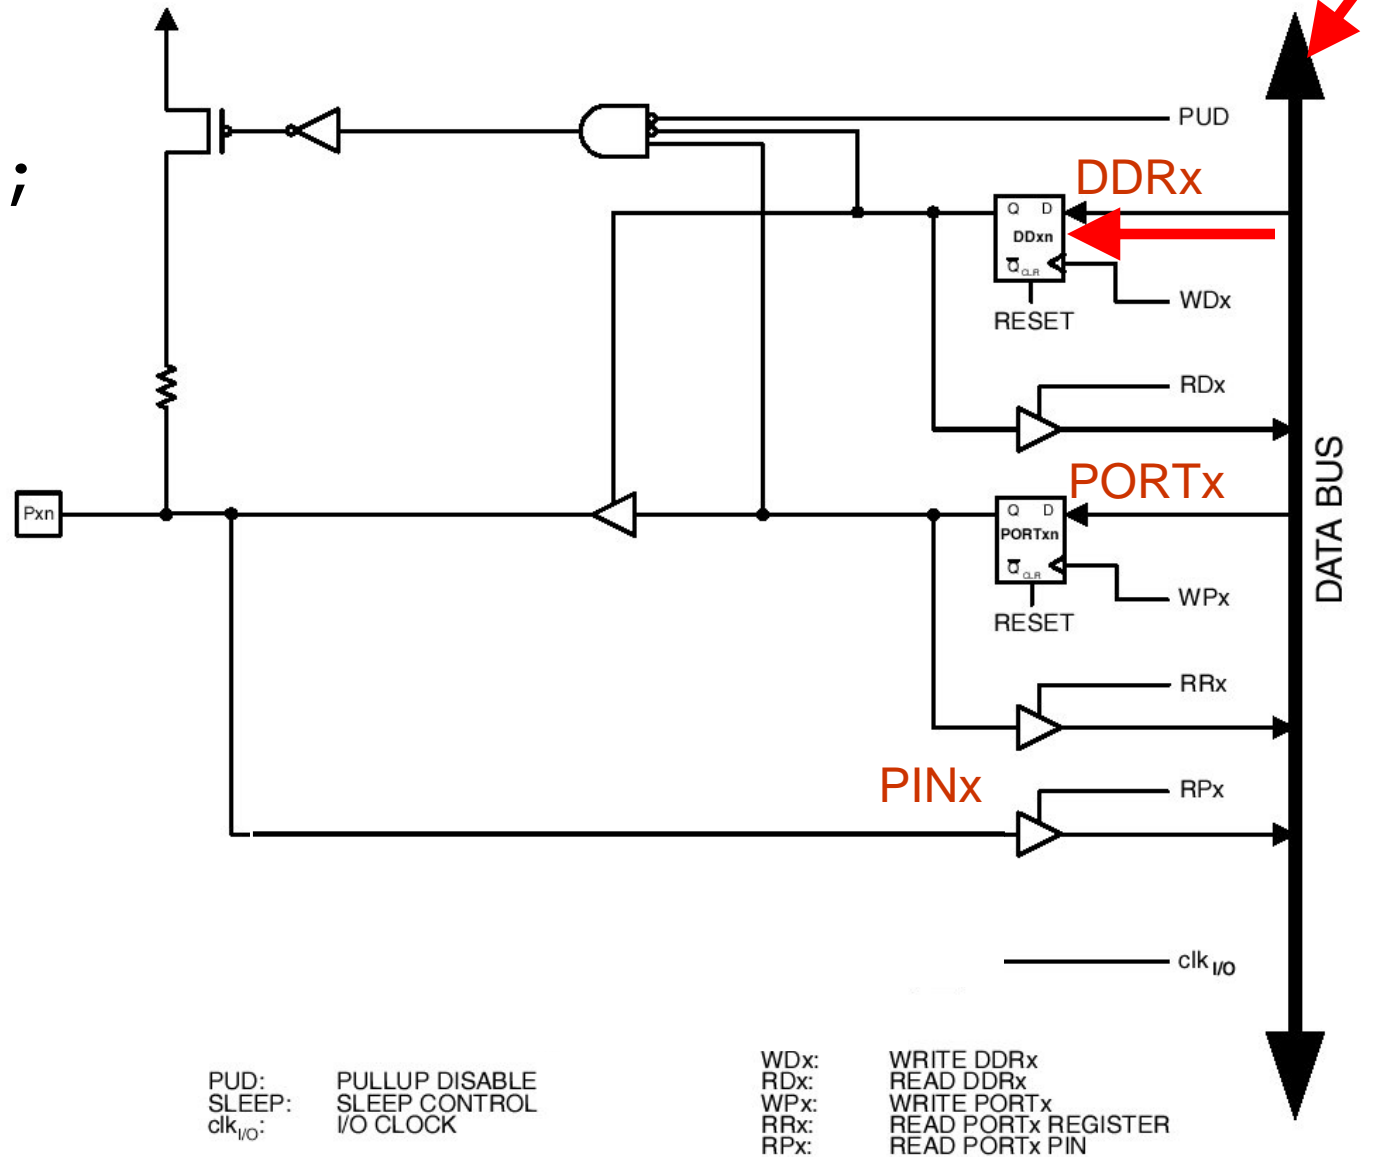 PUD
;
DDRx
Q D
DDxn
Q CLR
WDx
RESET
RDx
DATA BUS
PORTx
Pxn
Q D
PORTxn
Q CLR
WPx
RESET
RRx
PINx
RPx
clk I/O
PUD: PULLUP DISABLE
SLEEP: SLEEP CONTROL
clkI/O: I/O CLOCK
WDx: WRITE DDRx
RDx: READ DDRx
WPx: WRITE PORTx
RRx: READ PORTx REGISTER
RPx: READ PORTx PIN